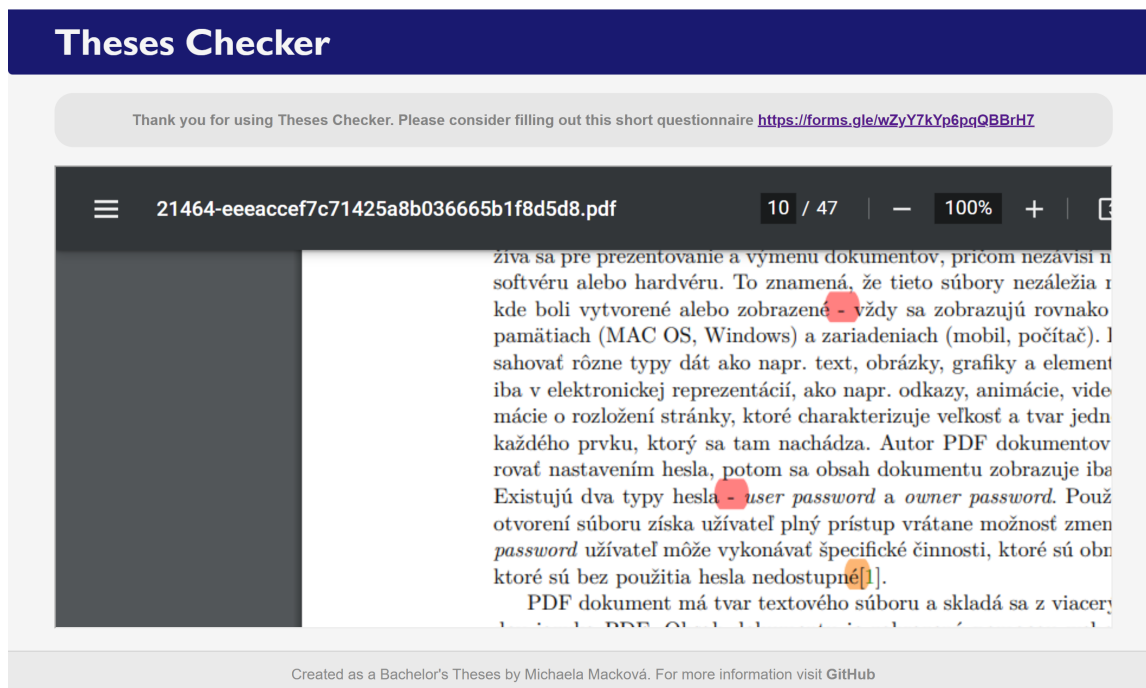 Theses Checker
Thank you for using Theses Checker. Please consider filling out this short questionnaire https://forms.gle/wZyY7kYp6pqQBBrH7
21464-eeeaccef7c71425a8b036665b1f8d5d8.pdf 10 / 47 100%
žíva sa pre prezentovanie a výmenu dokumentov, pričom nezávisí n
softvéru alebo hardvéru. To znamená, že tieto súbory nezáležia
kde boli vytvorené alebo zobrazené - vždy sa zobrazujú rovnako
pamätiach (MAC OS, Windows) a zariadeniach (mobil, počítač).
sahovať rôzne typy dát ako napr. text, obrázky, grafiky a element
iba v elektronickej reprezentácií, ako napr. odkazy, animácie, vide
mácie o rozložení stránky, ktoré charakterizuje veľkosť a tvar jedn
každého prvku, ktorý sa tam nachádza. Autor PDF dokumentov
rovať nastavením hesla, potom sa obsah dokumentu zobrazuje iba
Existujú dva typy hesla - user password a owner password. Použ
otvorení súboru získa užívateľ plný prístup vrátane možnosť zmen
password užívateľ môže vykonávať špecifické činnosti, ktoré sú obm
ktoré sú bez použitia hesla nedostupné[1].
PDF dokument má tvar textového súboru a skladá sa z viacery
Created as a Bachelor's Theses by Michaela Macková. For more information visit GitHub